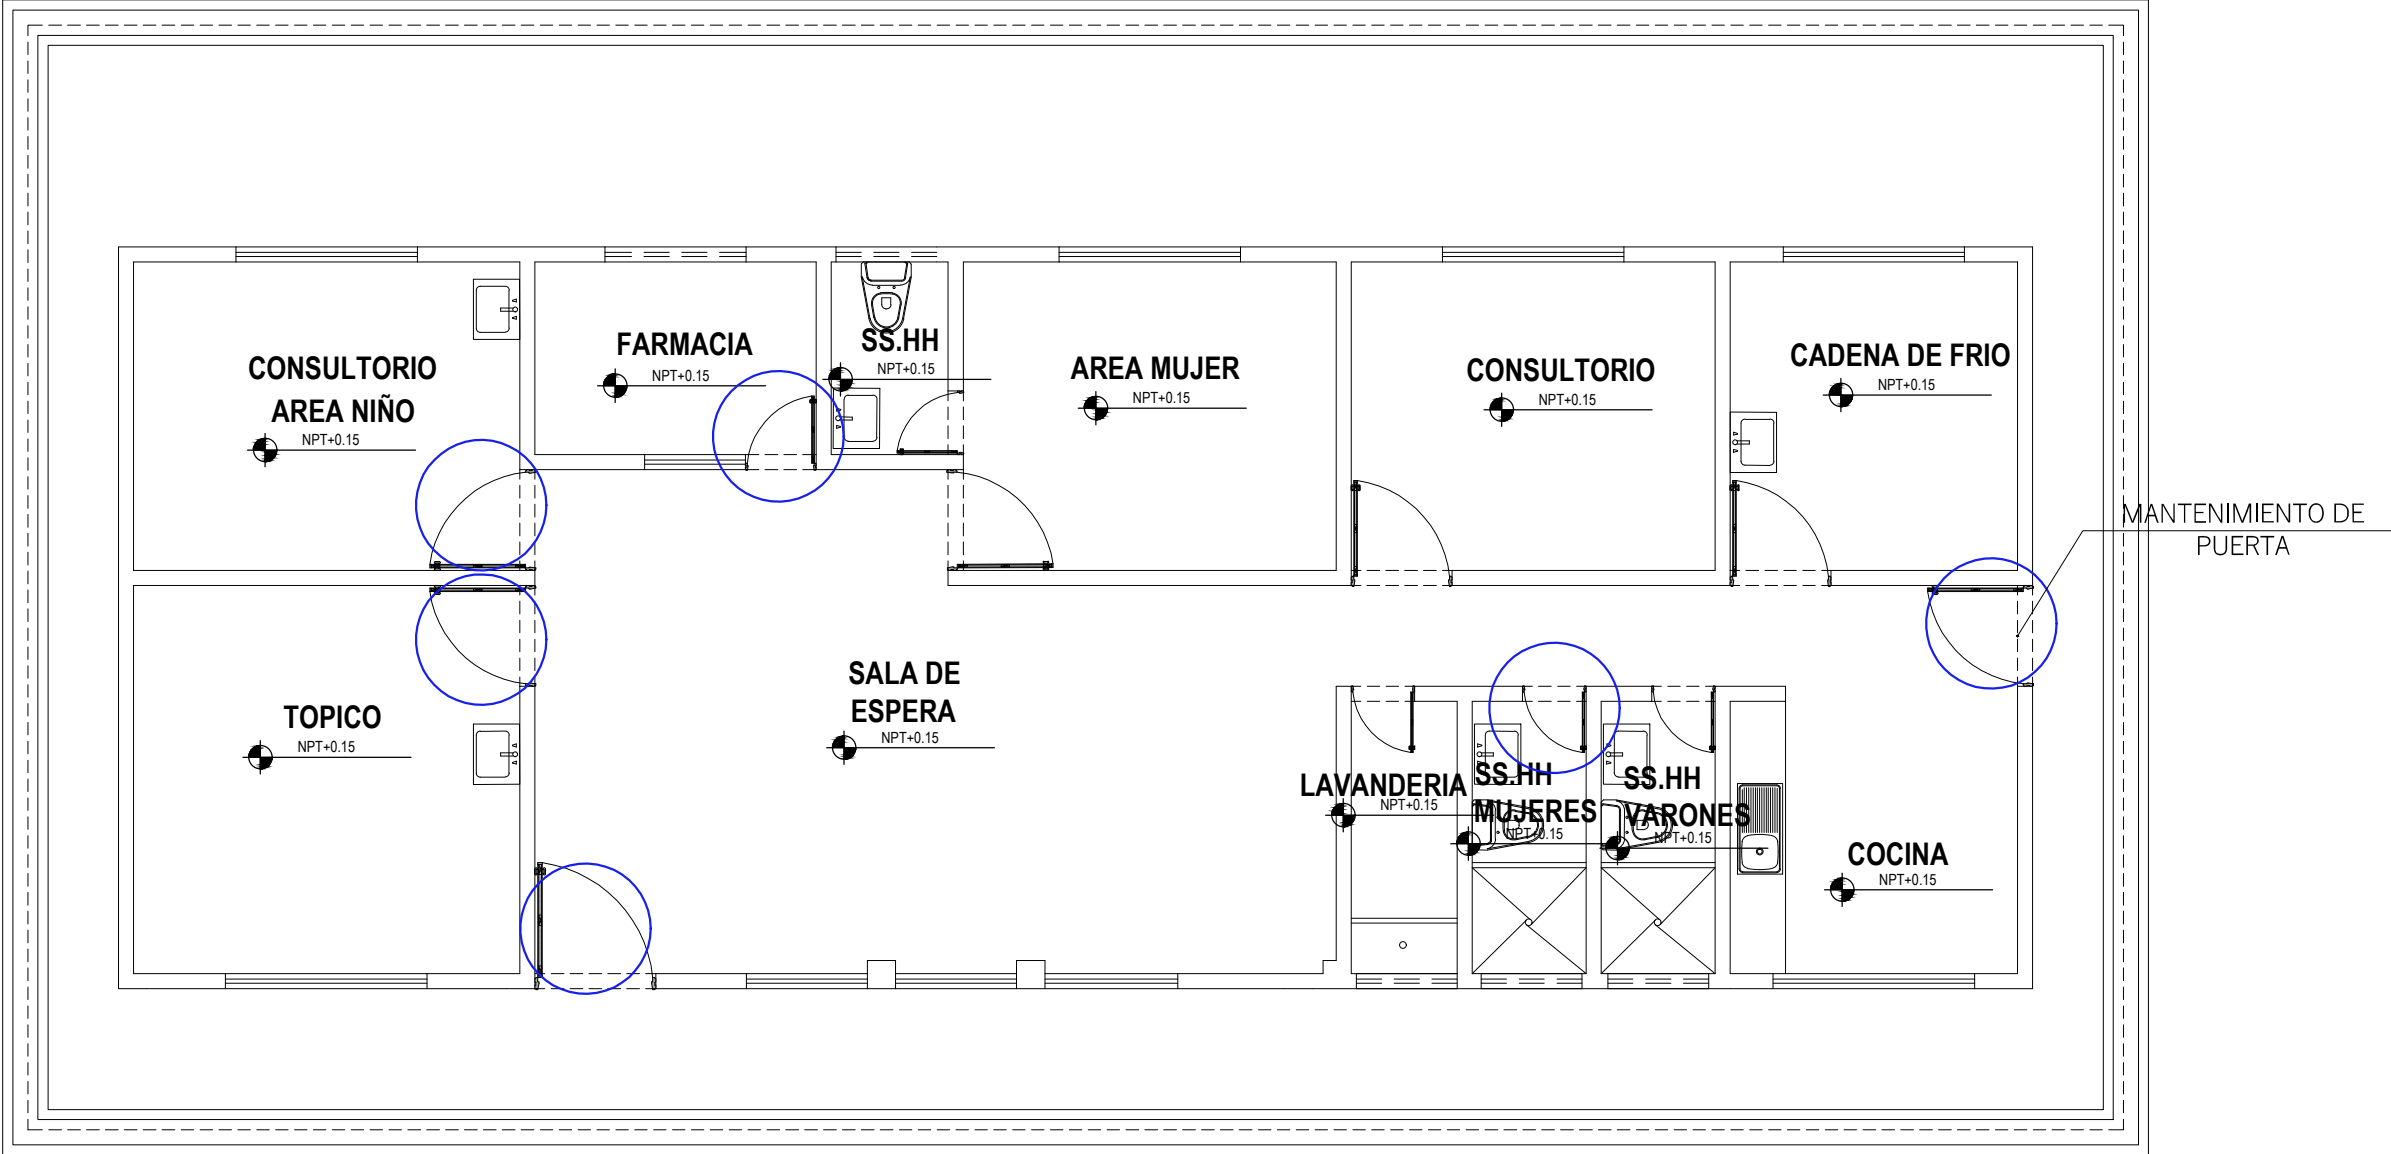 CONSULTORIO
AREA NIÑO
NPT+0.15
FARMACIA
NPT+0.15
SS.HH
NPT+0.15
AREA MUJER
NPT+0.15
CONSULTORIO
NPT+0.15
CADENA DE FRIO
NPT+0.15
MANTENIMIENTO DE
PUERTA
TOPICO
NPT+0.15
SALA DE
ESPERA
NPT+0.15
LAVANDERIA
NPT+0.15
SS.HH
MUJERES
NPT+0.15
SS.HH
VARONES
NPT+0.15
COCINA
NPT+0.15